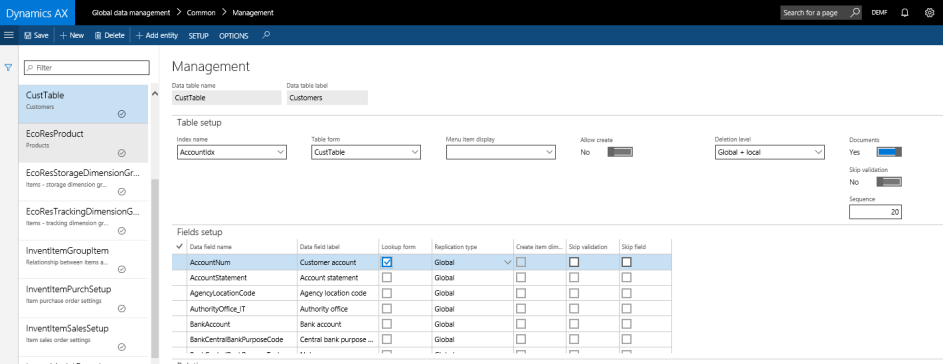 Dynamics AX Global data management > Common > Management Search for a page DEMF
Save + New Delete + Add entity SETUP OPTIONS
Filter
CustTable
Customers
EcoResProduct
Products
EcoResStorageDimensionGr...
Items - storage dimension gr...
EcoResTrackingDimensionG...
Items - tracking dimension gr...
InventItemGroupItem
Relationship between items a...
InventItemPurchSetup
Item purchase order settings
InventItemSalesSetup
Item sales order settings
Management
Data table name Data table label
CustTable Customers
Table setup
Index name Table form Menu item display Allow create Deletion level Documents
AccountIdx CustTable No Global + local Yes
Skip validation
No
Sequence
20
Fields setup
Data field name Data field label Lookup form Replication type Create item dim... Skip validation Skip field
AccountNum Customer account Global
AccountStatement Account statement Global
AgencyLocationCode Agency location code Global
AuthorityOffice_IT Authority office Global
BankAccount Bank account Global
BankCentralBankPurposeCode Central bank purpose ... Global